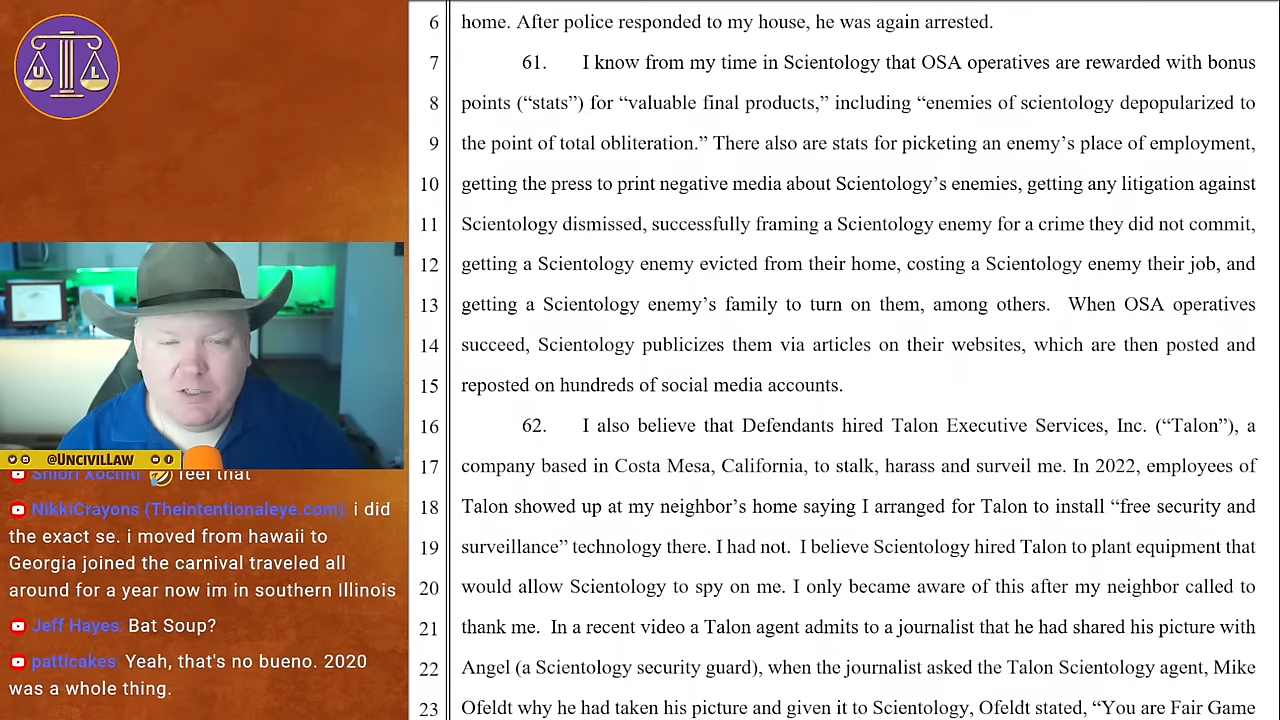 U L
@UNCIVILLAW
feel that
NikkiCrayons (Theintentionaleye.com): i did
the exact se. i moved from hawaii to
Georgia joined the carnival traveled all
around for a year now im in southern Illinois
Jeff Hayes: Bat Soup?
patticakes: Yeah, that's no bueno. 2020
was a whole thing.
6 home. After police responded to my house, he was again arrested.
7 61. I know from my time in Scientology that OSA operatives are rewarded with bonus
8 points (“stats”) for “valuable final products,” including “enemies of scientology depopularized to
9 the point of total obliteration.” There also are stats for picketing an enemy’s place of employment,
10 getting the press to print negative media about Scientology’s enemies, getting any litigation against
11 Scientology dismissed, successfully framing a Scientology enemy for a crime they did not commit,
12 getting a Scientology enemy evicted from their home, costing a Scientology enemy their job, and
13 getting a Scientology enemy’s family to turn on them, among others. When OSA operatives
14 succeed, Scientology publicizes them via articles on their websites, which are then posted and
15 reposted on hundreds of social media accounts.
16 62. I also believe that Defendants hired Talon Executive Services, Inc. (“Talon”), a
17 company based in Costa Mesa, California, to stalk, harass and surveil me. In 2022, employees of
18 Talon showed up at my neighbor’s home saying I arranged for Talon to install “free security and
19 surveillance” technology there. I had not. I believe Scientology hired Talon to plant equipment that
20 would allow Scientology to spy on me. I only became aware of this after my neighbor called to
21 thank me. In a recent video a Talon agent admits to a journalist that he had shared his picture with
22 Angel (a Scientology security guard), when the journalist asked the Talon Scientology agent, Mike
23 Ofeldt why he had taken his picture and given it to Scientology, Ofeldt stated, “You are Fair Game